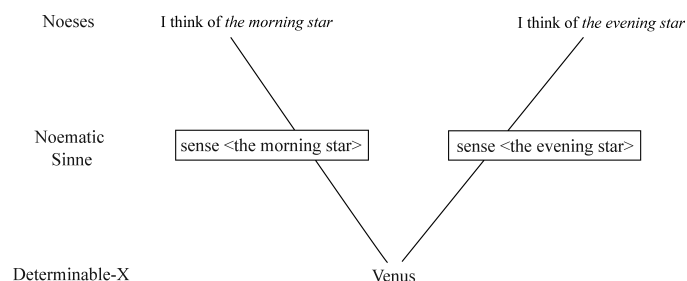 Noeses I think of the morning star I think of the evening star
Noematic
Sinne
sense <the morning star> sense <the evening star>
Determinable-X Venus